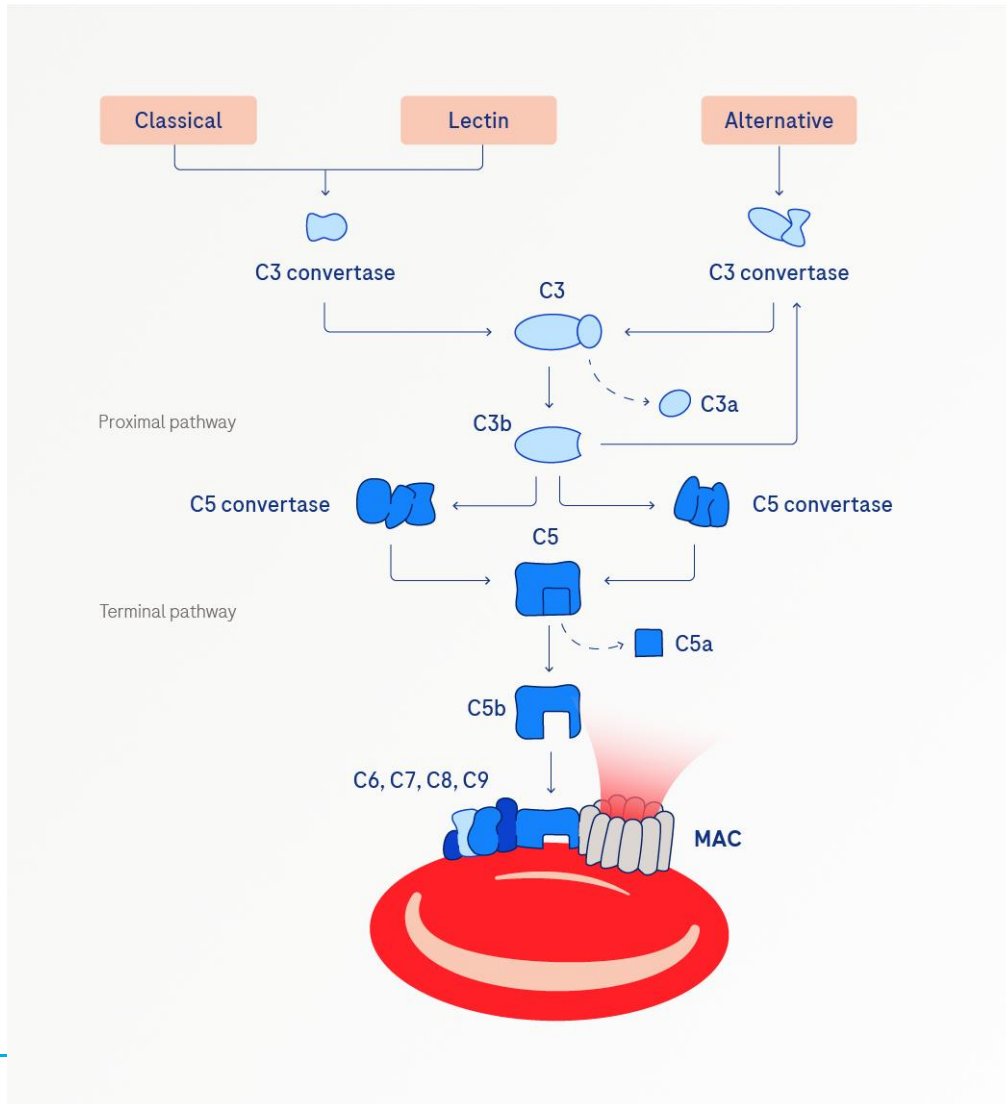 Classical
Lectin
Alternative
C3 convertase
C3 convertase
C3
C3a
Proximal pathway
C3b
C5 convertase
C5 convertase
C5
Terminal pathway
C5a
C5b
C6, C7, C8, C9
MAC